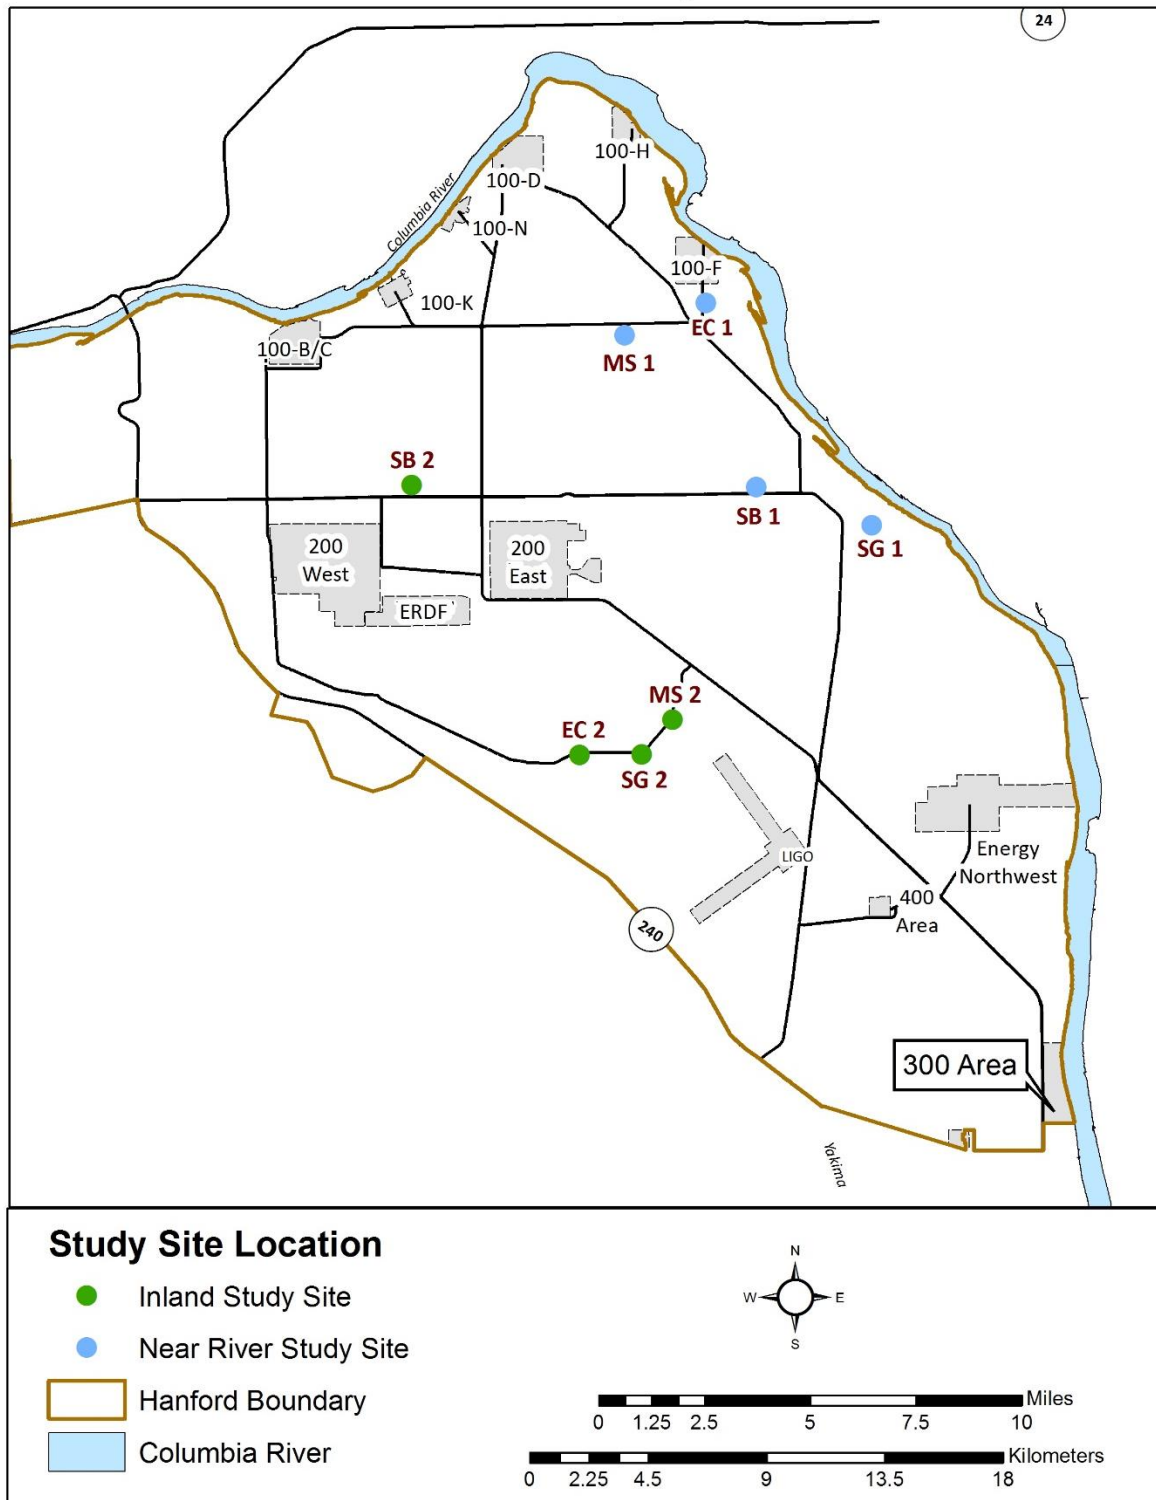 24
100-H
100-D
Columbia River
100-N
100-F
100-K
EC 1
100-B/C
MS 1
SB 2
SB 1
SG 1
200
West
200
East
ERDF
MS 2
EC 2
SG 2
LIGO
Energy
Northwest
400
Area
240
300 Area
Yakima
Study Site Location
Inland Study Site
Near River Study Site
Hanford Boundary
Columbia River
N
W E
S
Miles
0 1.25 2.5 5 7.5 10
Kilometers
0 2.25 4.5 9 13.5 18